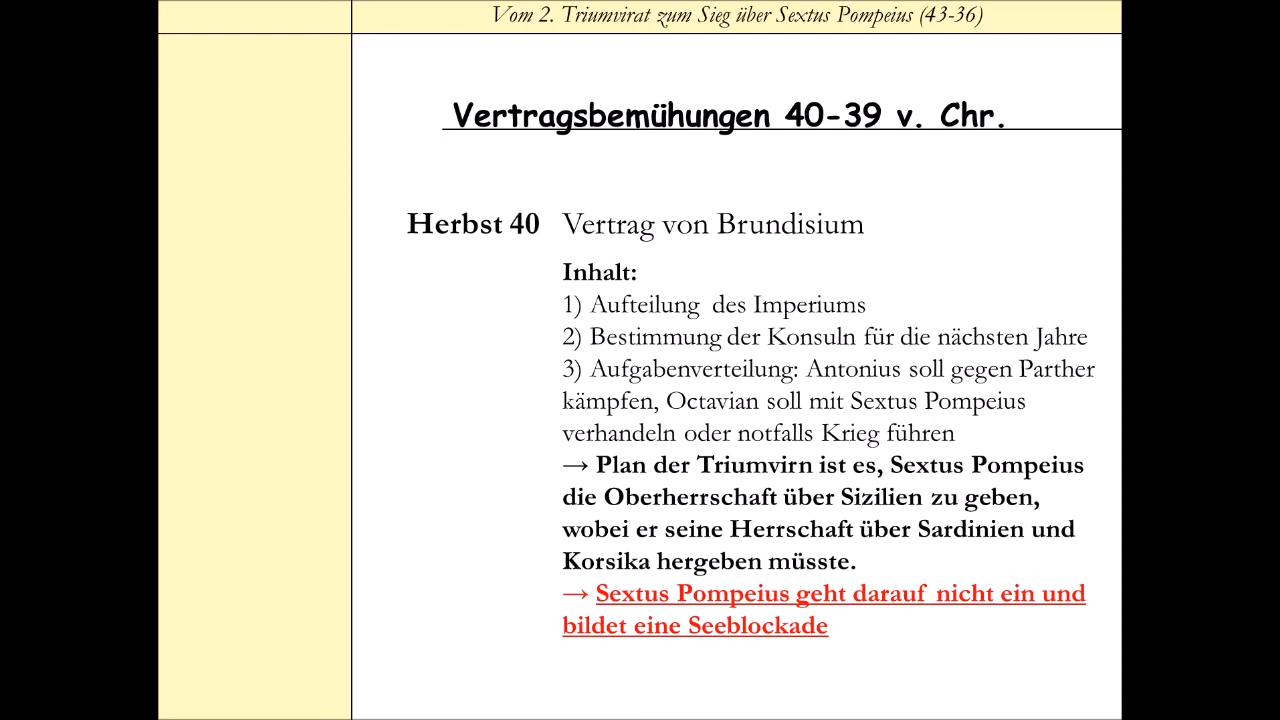 Vom 2. Triumvirat zum Sieg über Sextus Pompeius (43-36)
Vertragsbemühungen 40-39 v. Chr.
Herbst 40 Vertrag von Brundisium
Inhalt:
1) Aufteilung des Imperiums
2) Bestimmung der Konsuln für die nächsten Jahre
3) Aufgabenverteilung: Antonius soll gegen Parther
kämpfen, Octavian soll mit Sextus Pompeius
verhandeln oder notfalls Krieg führen
→ Plan der Triumvirn ist es, Sextus Pompeius
die Oberherrschaft über Sizilien zu geben,
wobei er seine Herrschaft über Sardinien und
Korsika hergeben müsste.
→ Sextus Pompeius geht darauf nicht ein und
bildet eine Seeblockade